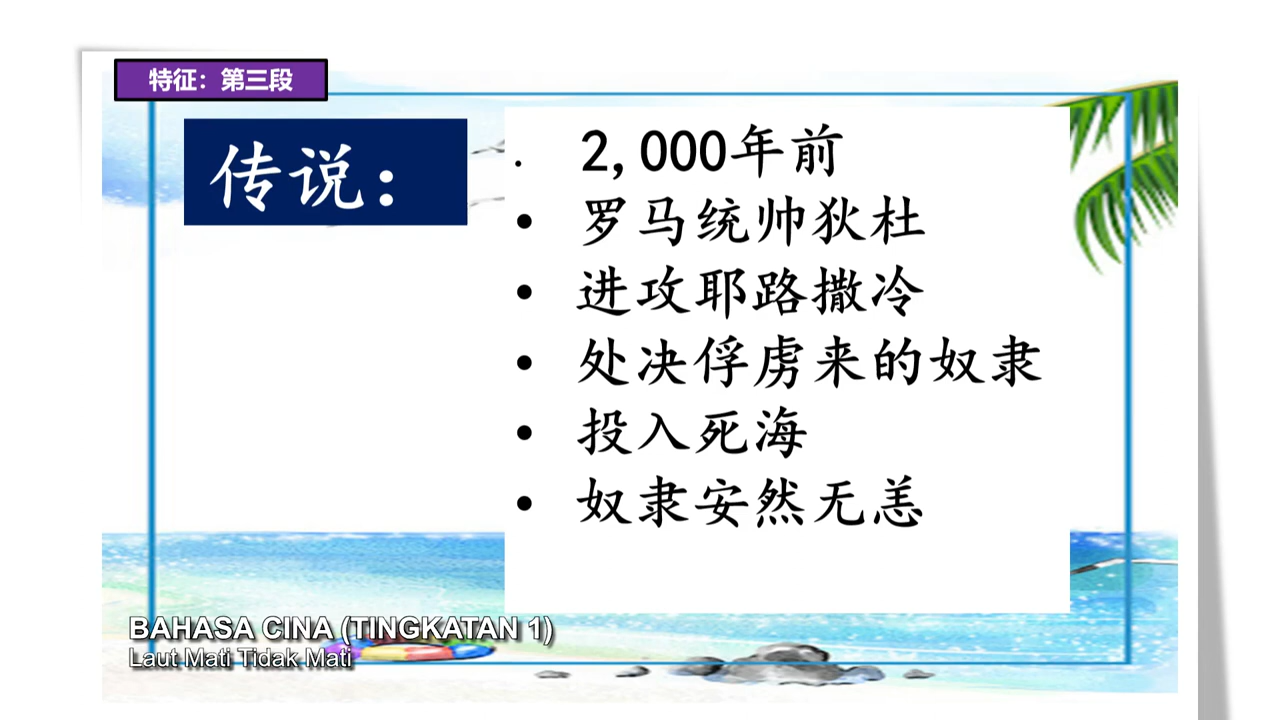 特征：第三段
传说：
· 2,000年前
• 罗马统帅狄杜
• 进攻耶路撒冷
• 处决俘虏来的奴隶
• 投入死海
• 奴隶安然无恙
BAHASA CINA (TINGKATAN 1)
Laut Mati Tidak Mati